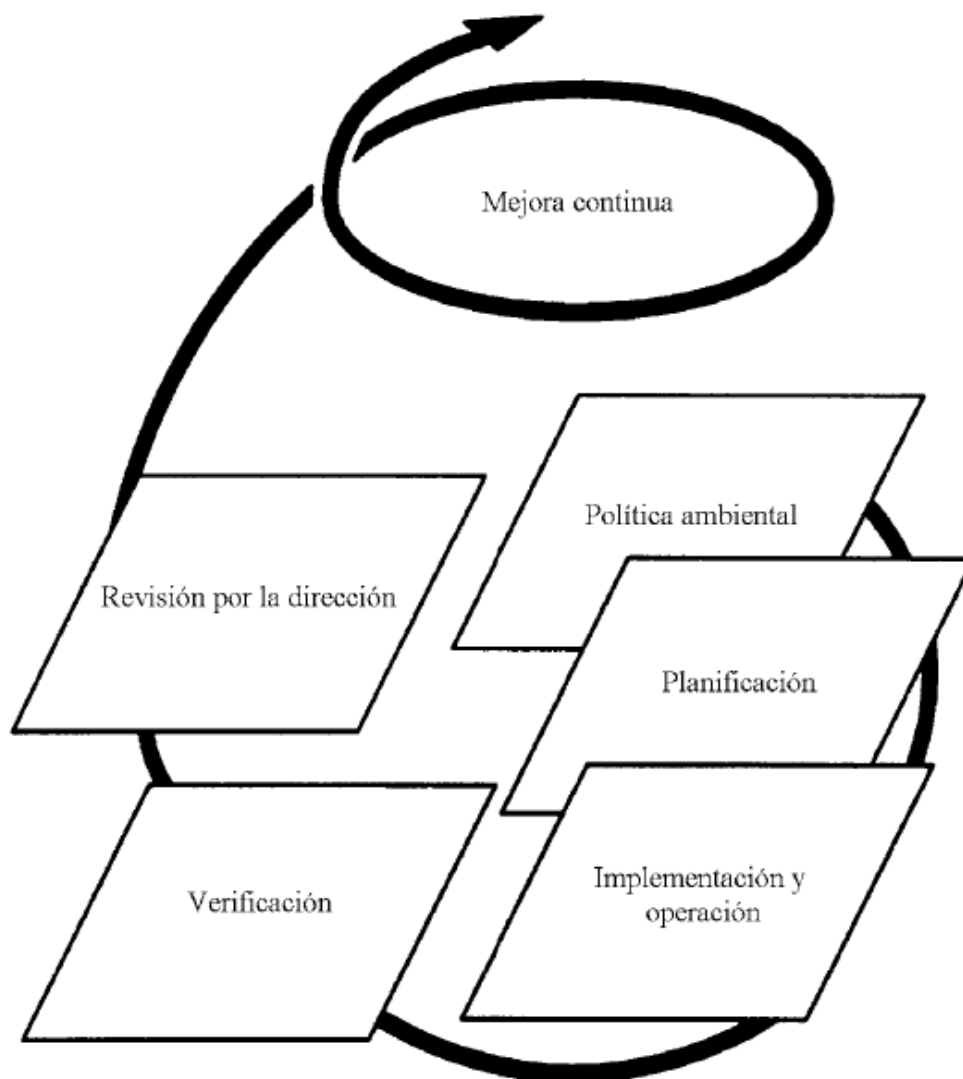 Mejora continua
Política ambiental
Revisión por la dirección
Planificación
Implementación y
operación
Verificación